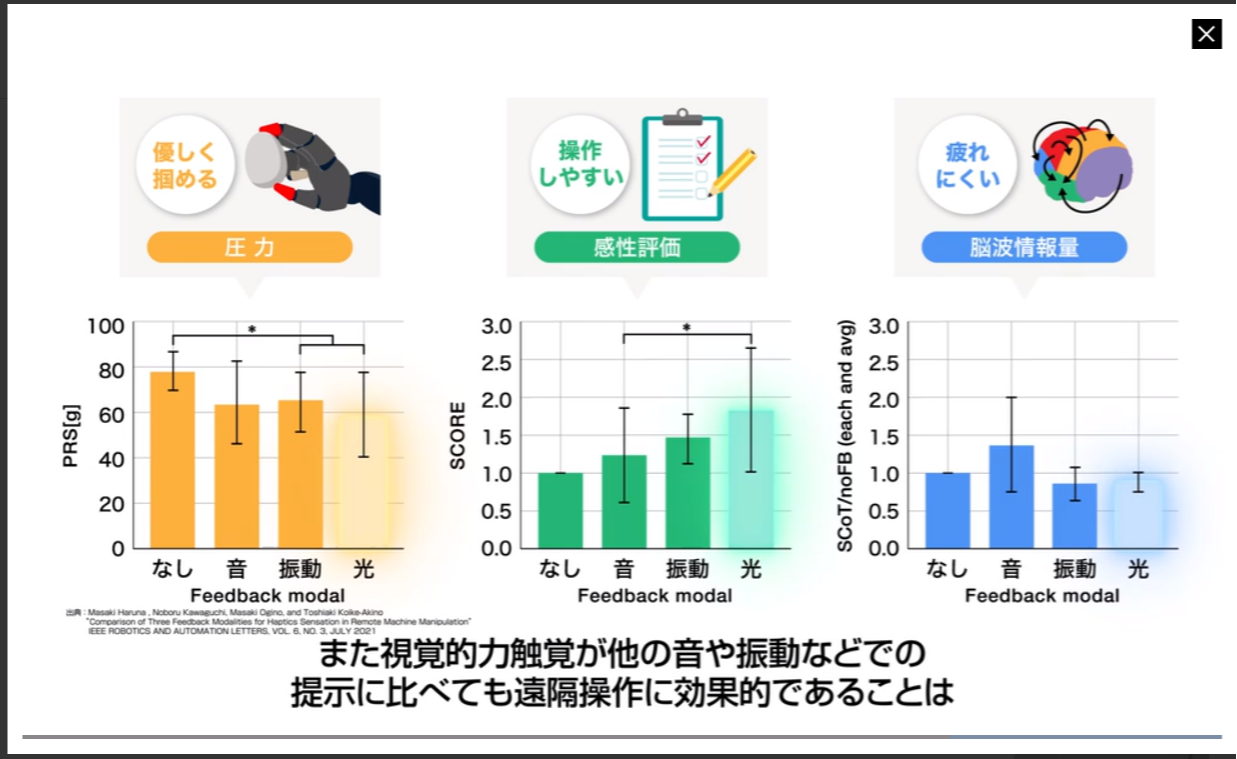 優しく
掴める
圧 力
操作
しやすい
感性評価
疲れ
にくい
脳波情報量
PRS[g]
100
80
60
40
20
0
*
なし 音 振動 光
Feedback modal
SCORE
3.0
2.5
2.0
1.5
1.0
0.5
0.0
*
なし 音 振動 光
Feedback modal
SCoT/noFB (each and avg)
3.0
2.5
2.0
1.5
1.0
0.5
0.0
なし 音 振動 光
Feedback modal
出典：Masaki Haruna , Noboru Kawaguchi, Masaki Ogino, and Toshiaki Koike-Akino
"Comparison of Three Feedback Modalities for Haptics Sensation in Remote Machine Manipulation"
IEEE ROBOTICS AND AUTOMATION LETTERS, VOL. 6, NO. 3, JULY 2021
また視覚的力触覚が他の音や振動などでの
提示に比べても遠隔操作に効果的であることは